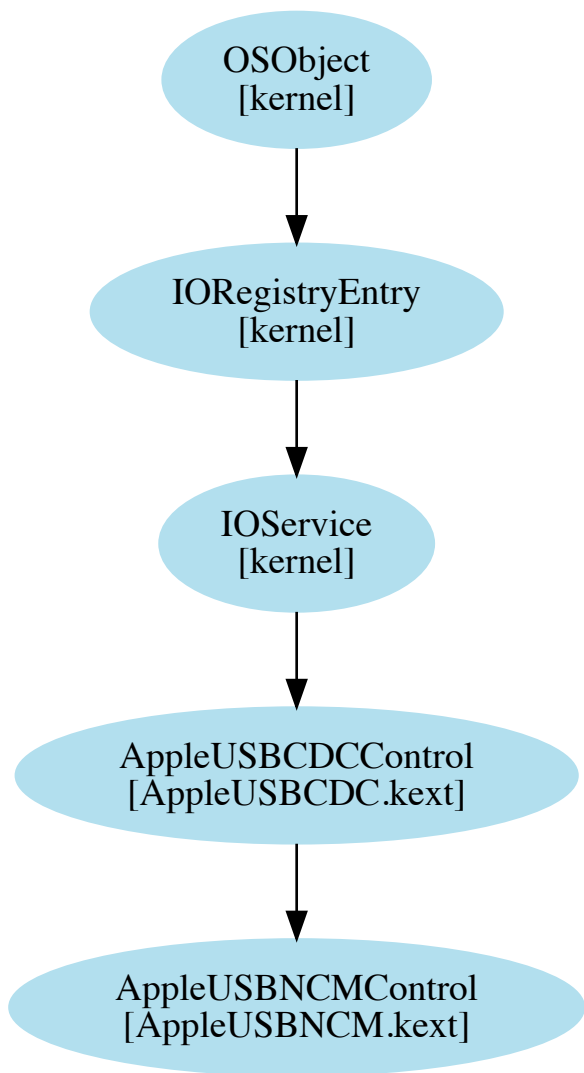 OSObject
[kernel]
IORegistryEntry
[kernel]
IOService
[kernel]
AppleUSBCDCControl
[AppleUSBCDC.kext]
AppleUSBNCMControl
[AppleUSBNCM.kext]